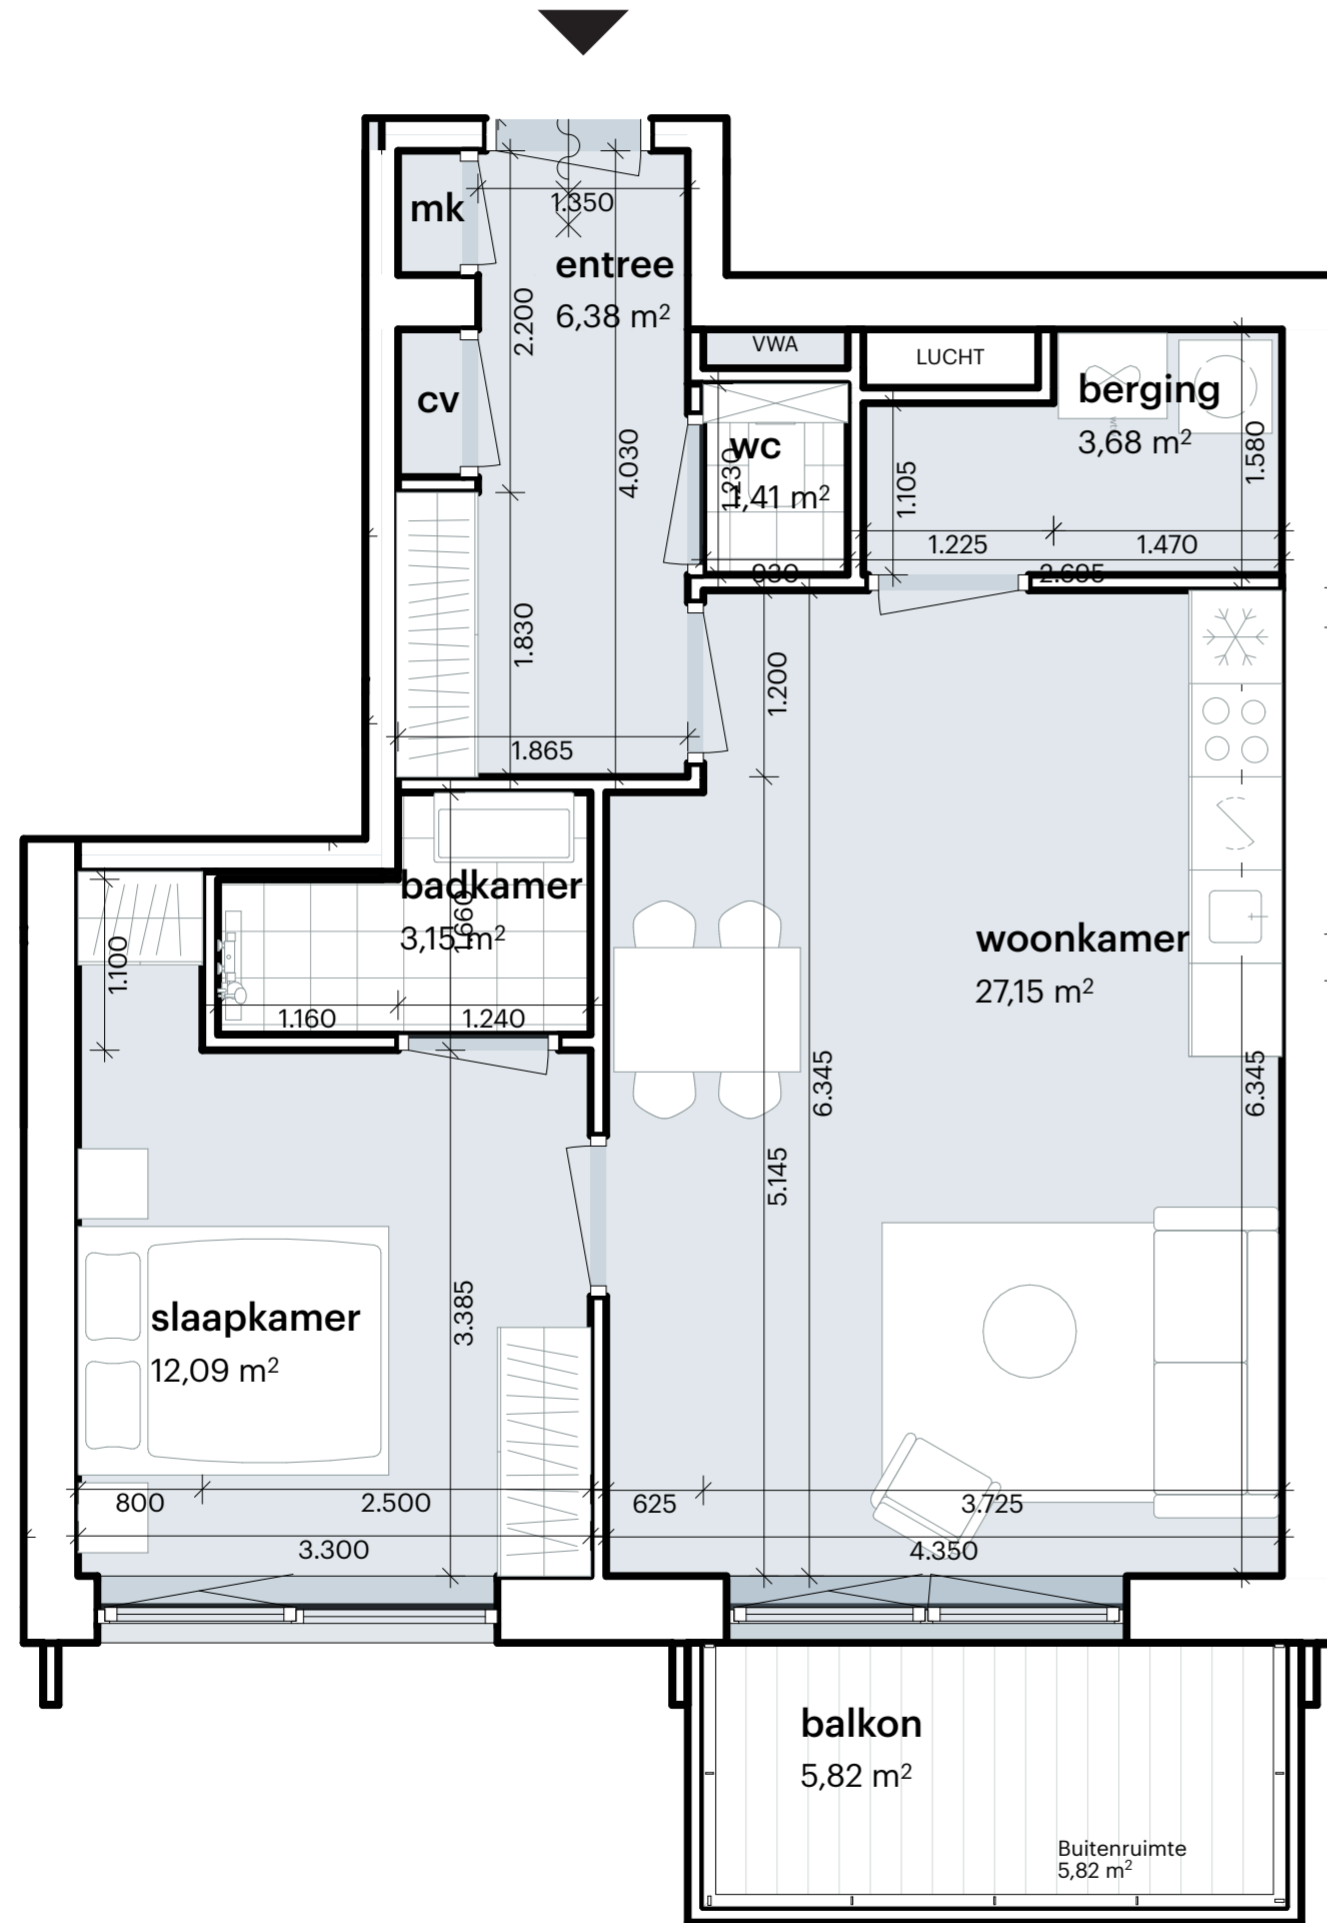 mk
1.350
entree
6,38 m²
2.200
VWA
LUCHT
cv
berging
3,68 m²
wc
1,41 m²
1.230
4.030
1.105
1.580
1.225
1.470
930
2.695
1.830
1.200
1.865
badkamer
3,15 m²
1.660
1.100
1.160
1.240
woonkamer
27,15 m²
6.345
6.345
5.145
slaapkamer
12,09 m²
3.385
800
2.500
625
3.725
3.300
4.350
balkon
5,82 m²
Buitenruimte
5,82 m²